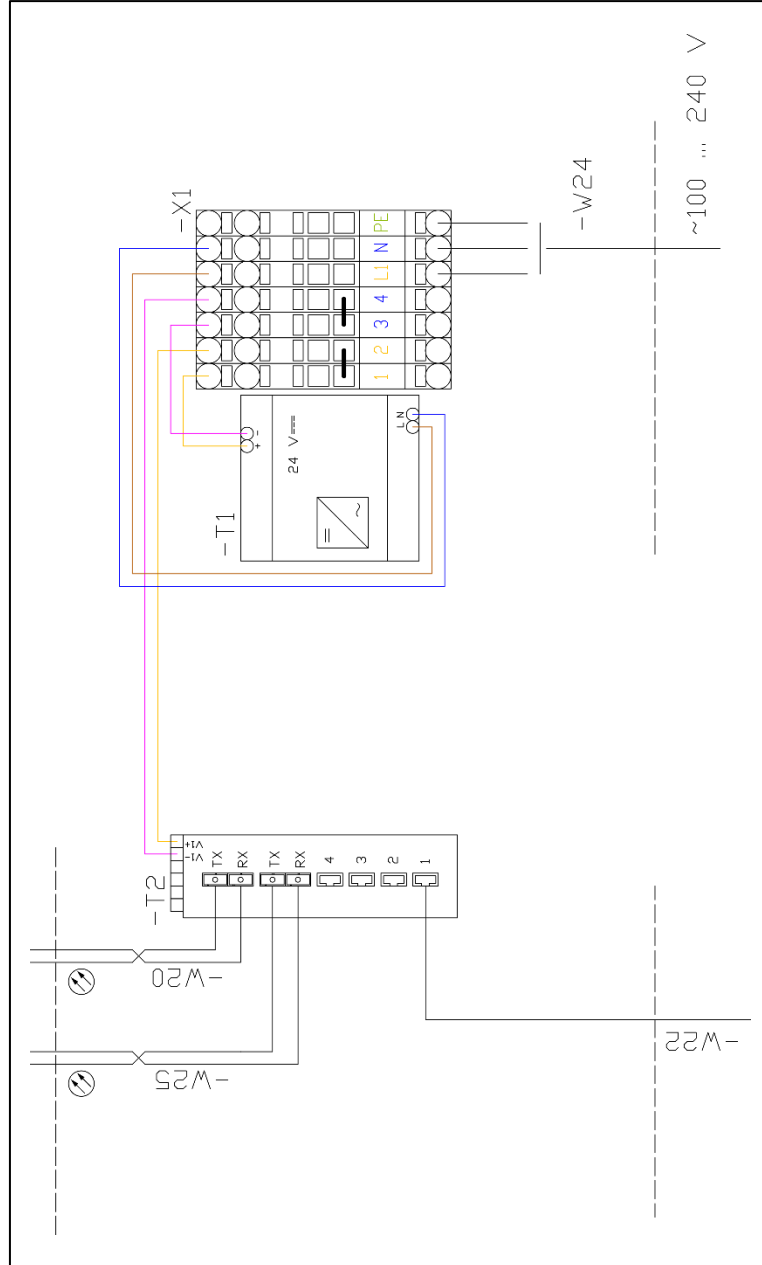 -X1
PE
N
L1
4
3
2
1
-W24
~100 ... 240 V
-T1
+ -
24 V
L N
= ~
-T2
V1+
V1-
TX
RX
TX
RX
4
3
2
1
-W20
-W25
-W22